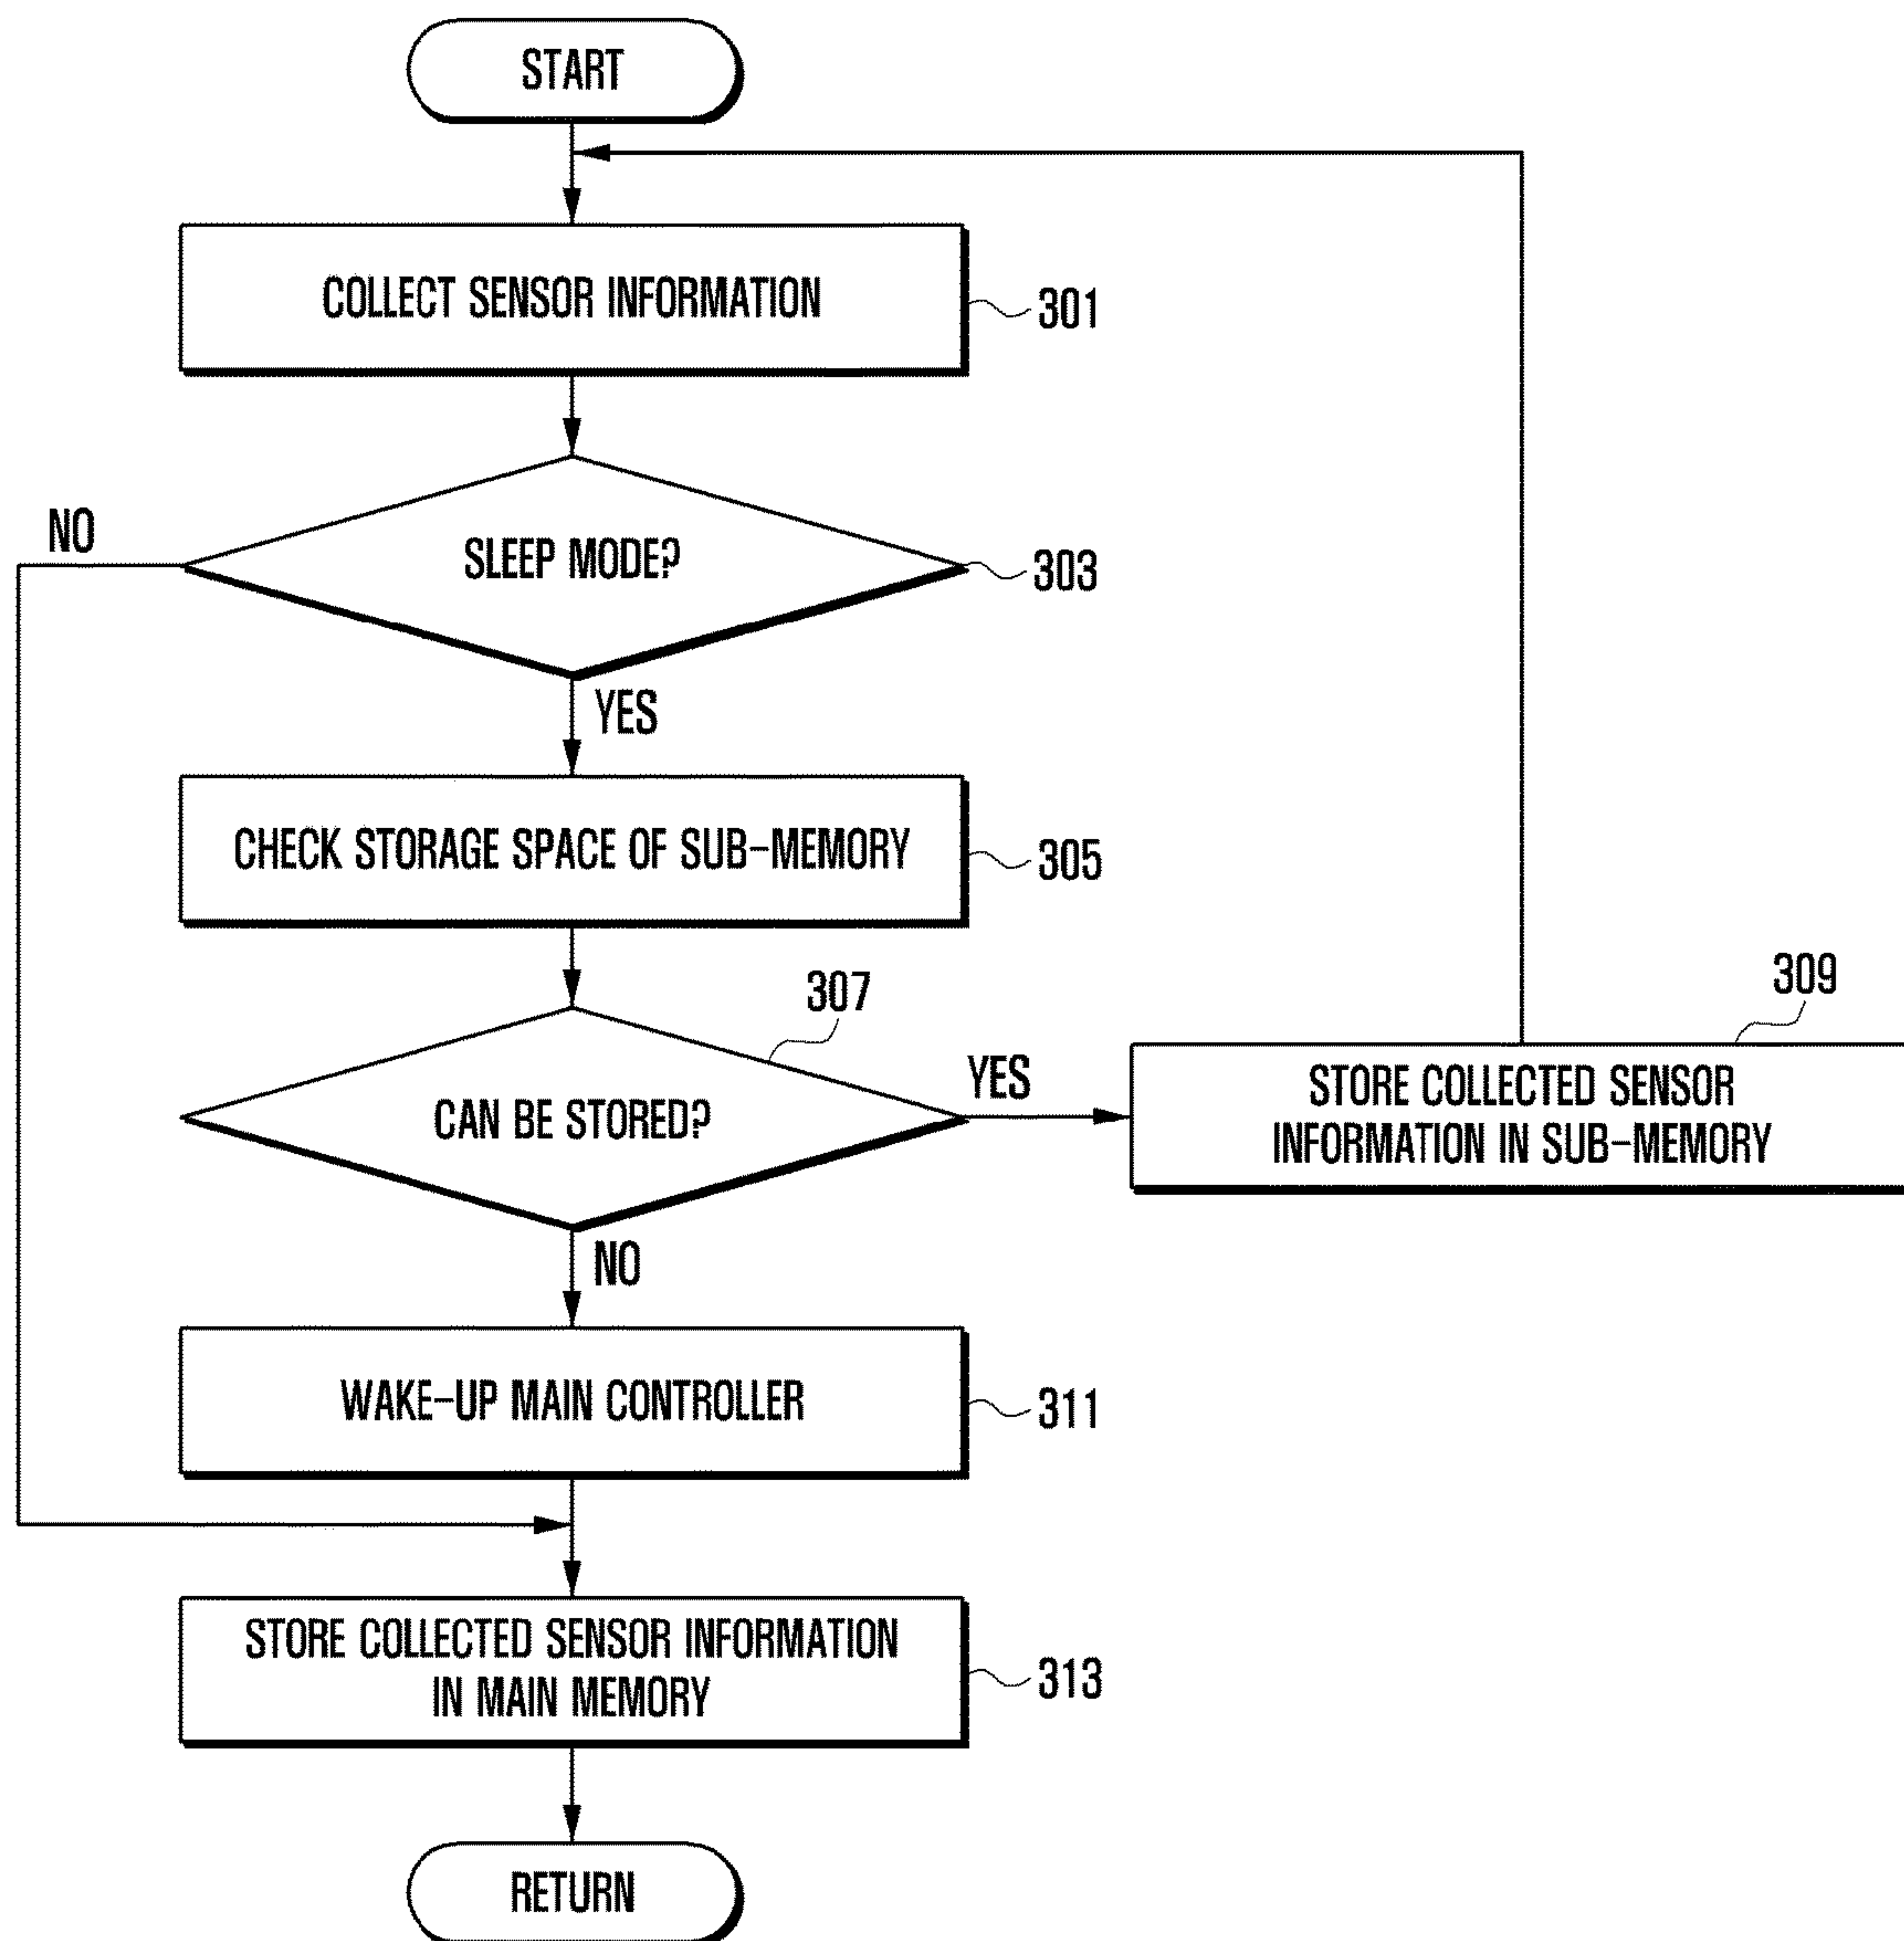 START
COLLECT SENSOR INFORMATION
301
NO
SLEEP MODE?
303
YES
CHECK STORAGE SPACE OF SUB-MEMORY
305
307
309
CAN BE STORED?
YES
STORE COLLECTED SENSOR
INFORMATION IN SUB-MEMORY
NO
WAKE-UP MAIN CONTROLLER
311
STORE COLLECTED SENSOR INFORMATION
IN MAIN MEMORY
313
RETURN